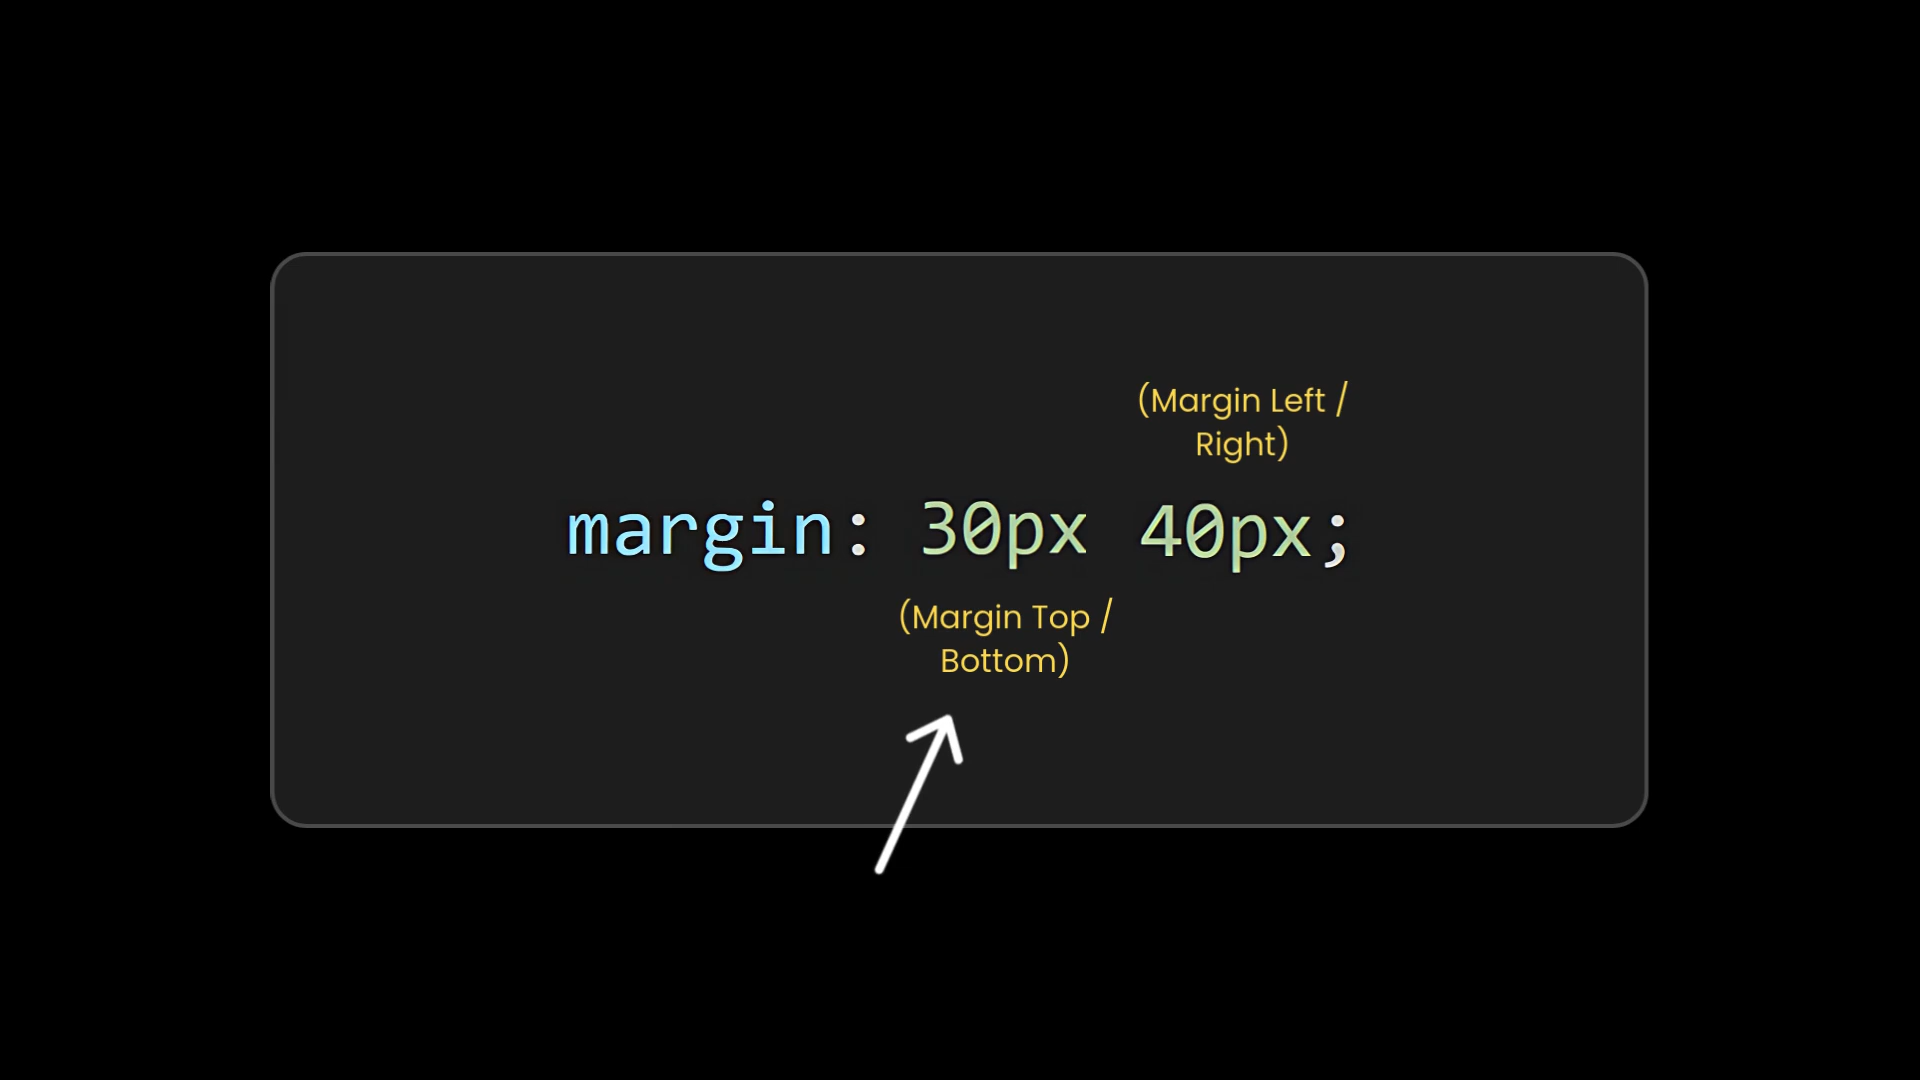 (Margin Left /
Right)
margin: 30px 40px;
(Margin Top /
Bottom)